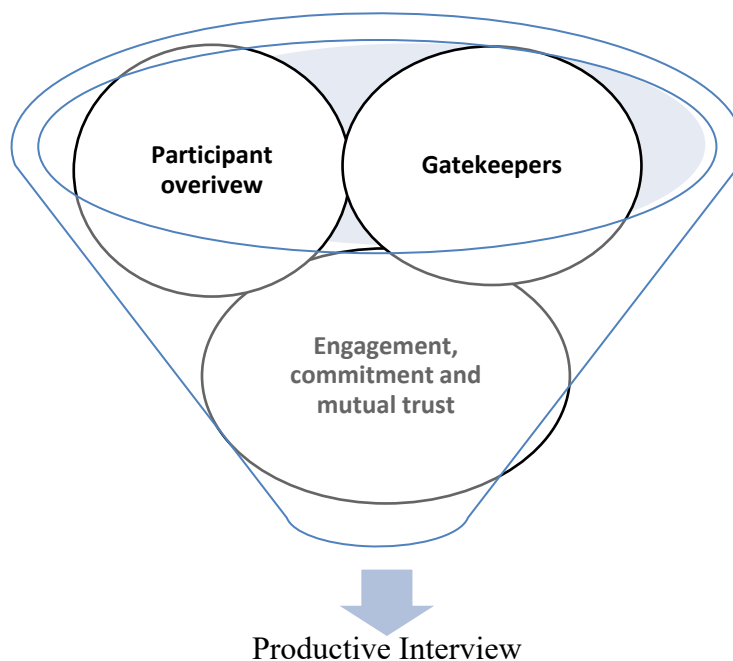 Participant
overivew
Gatekeepers
Engagement,
commitment and
mutual trust
Productive Interview